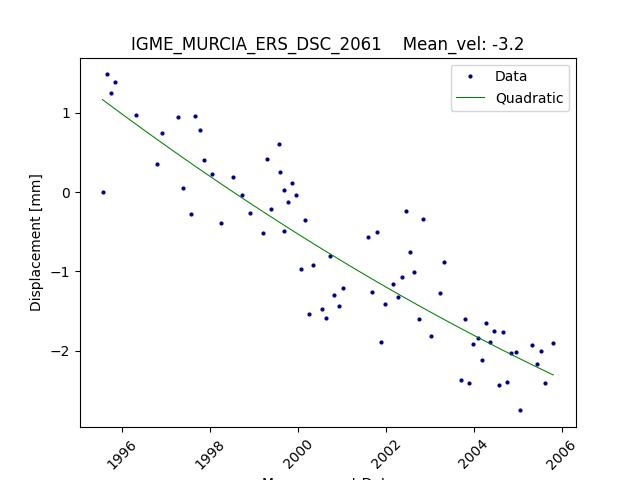 IGME_MURCIA_ERS_DSC_2061    Mean_vel: -3.2
Data
Quadratic
Displacement [mm]
1
0
−1
−2
1996
1998
2000
2002
2004
2006